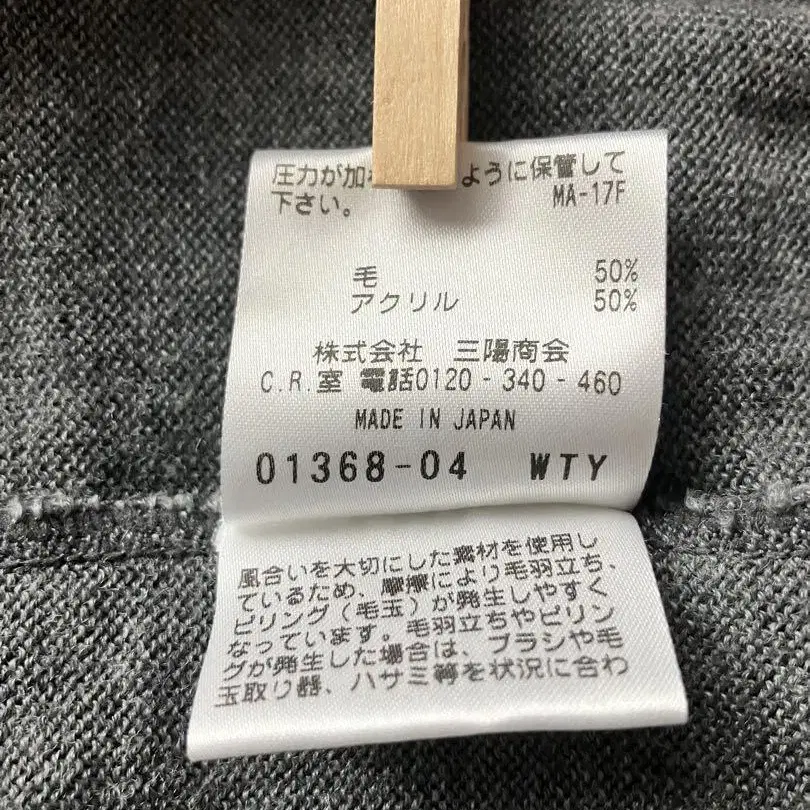 圧力が加 ように保管して
下さい。 MA-17F
毛 50%
アクリル 50%
株式会社 三陽商会
C.R.室 電話0120-340-460
MADE IN JAPAN
01368-04 WTY
風合いを大切にした素材を使用し
ているため、摩擦により毛羽立ち、
ピリング（毛玉）が発生しやすく
なっています。毛羽立ちやピリン
グが発生した場合は、ブラシや毛
玉取り器、ハサミ等を状況に合わ